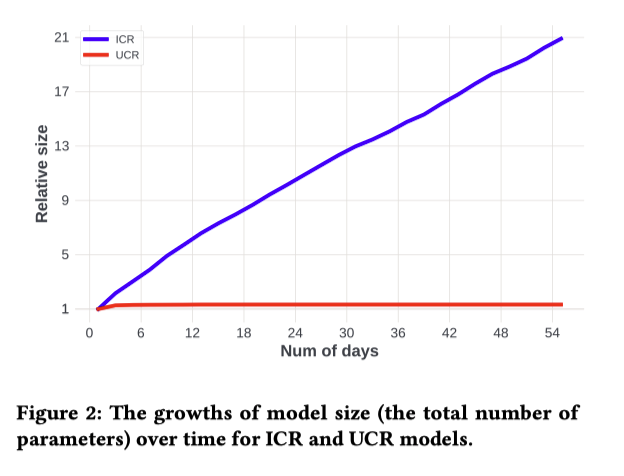 21
17
13
9
5
1
Relative size
ICR
UCR
0 6 12 18 24 30 36 42 48 54
Num of days
Figure 2: The growths of model size (the total number of
parameters) over time for ICR and UCR models.